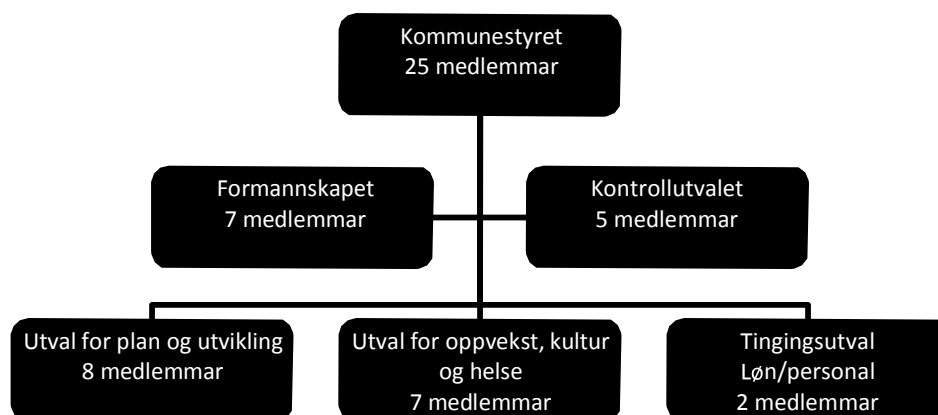 Kommunestyret
25 medlemmar
Formannskapet
7 medlemmar
Kontrollutvalet
5 medlemmar
Utval for plan og utvikling
8 medlemmar
Utval for oppvekst, kultur
og helse
7 medlemmar
Tingingsutval
Løn/personal
2 medlemmar